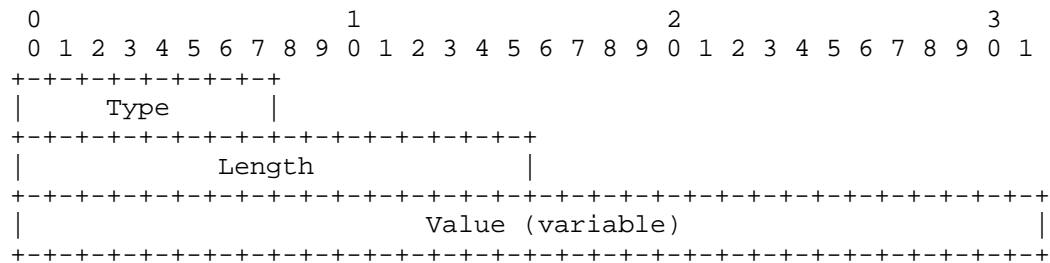 0                   1                   2                   3
 0 1 2 3 4 5 6 7 8 9 0 1 2 3 4 5 6 7 8 9 0 1 2 3 4 5 6 7 8 9 0 1
+-+-+-+-+-+-+-+-+
|     Type      |
+-+-+-+-+-+-+-+-+-+-+-+-+-+-+-+-+
|            Length             |
+-+-+-+-+-+-+-+-+-+-+-+-+-+-+-+-+-+-+-+-+-+-+-+-+-+-+-+-+-+-+-+-+
|                         Value (variable)                      |
+-+-+-+-+-+-+-+-+-+-+-+-+-+-+-+-+-+-+-+-+-+-+-+-+-+-+-+-+-+-+-+-+